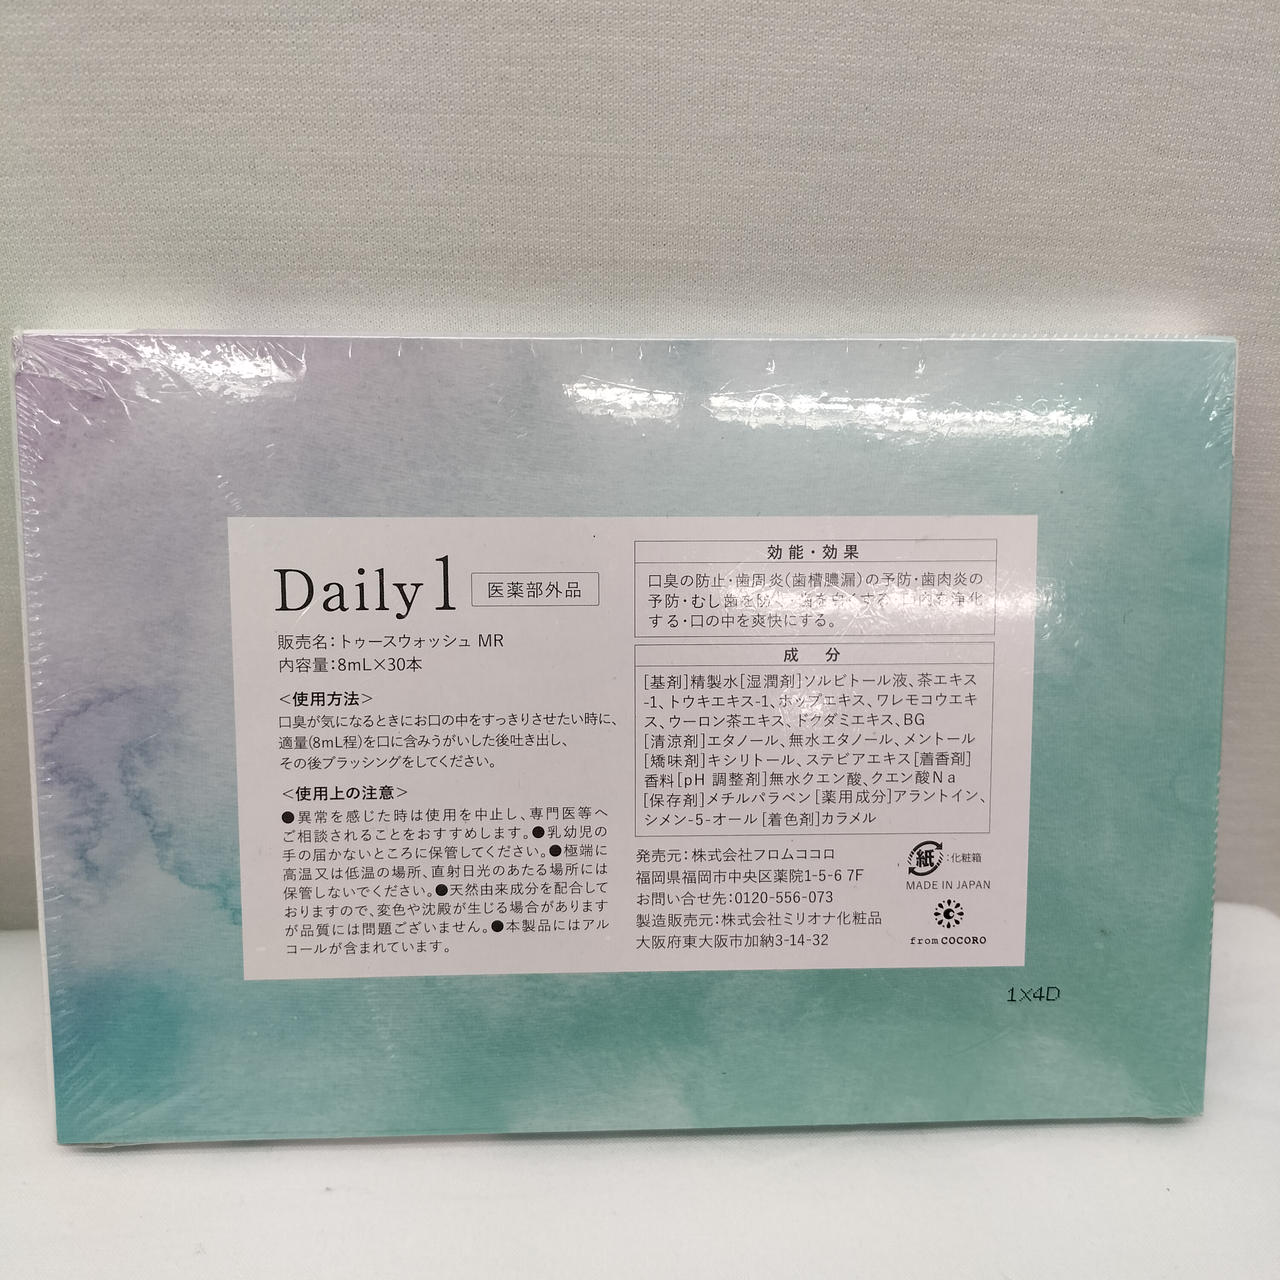 Daily1 医薬部外品
販売名:トゥースウォッシュ MR
内容量:8mL×30本
<使用方法>
口臭が気になるときにお口の中をすっきりさせたい時に、
適量(8mL程)を口に含みうがいした後吐き出し、
その後ブラッシングをしてください。
<使用上の注意>
●異常を感じた時は使用を中止し、専門医等へ
ご相談されることをおすすめします。●乳幼児の
手の届かないところに保管してください。●極端に
高温又は低温の場所、直射日光のあたる場所には
保管しないでください。●天然由来成分を配合して
おりますので、変色や沈殿が生じる場合があります
が品質には問題ございません。●本製品にはアル
コールが含まれています。
効能・効果
口臭の防止・歯周炎(歯槽膿漏)の予防・歯肉炎の
予防・むし歯を防ぐ・歯を白くする・口内を浄化
する・口の中を爽快にする。
成 分
[基剤]精製水[湿潤剤]ソルビトール液、茶エキス
-1、トウキエキス-1、ホップエキス、ワレモコウエキ
ス、ウーロン茶エキス、ドクダミエキス、BG
[清涼剤]エタノール、無水エタノール、メントール
[矯味剤]キシリトール、ステビアエキス[着香剤]
香料[pH 調整剤]無水クエン酸、クエン酸Na
[保存剤]メチルパラベン[薬用成分]アラントイン、
シメン-5-オール[着色剤]カラメル
発売元:株式会社フロムココロ
福岡県福岡市中央区薬院1-5-6 7F
お問い合せ先:0120-556-073
製造販売元:株式会社ミリオナ化粧品
大阪府東大阪市加納3-14-32
紙:化粧箱
MADE IN JAPAN
from COCORO
1X4D